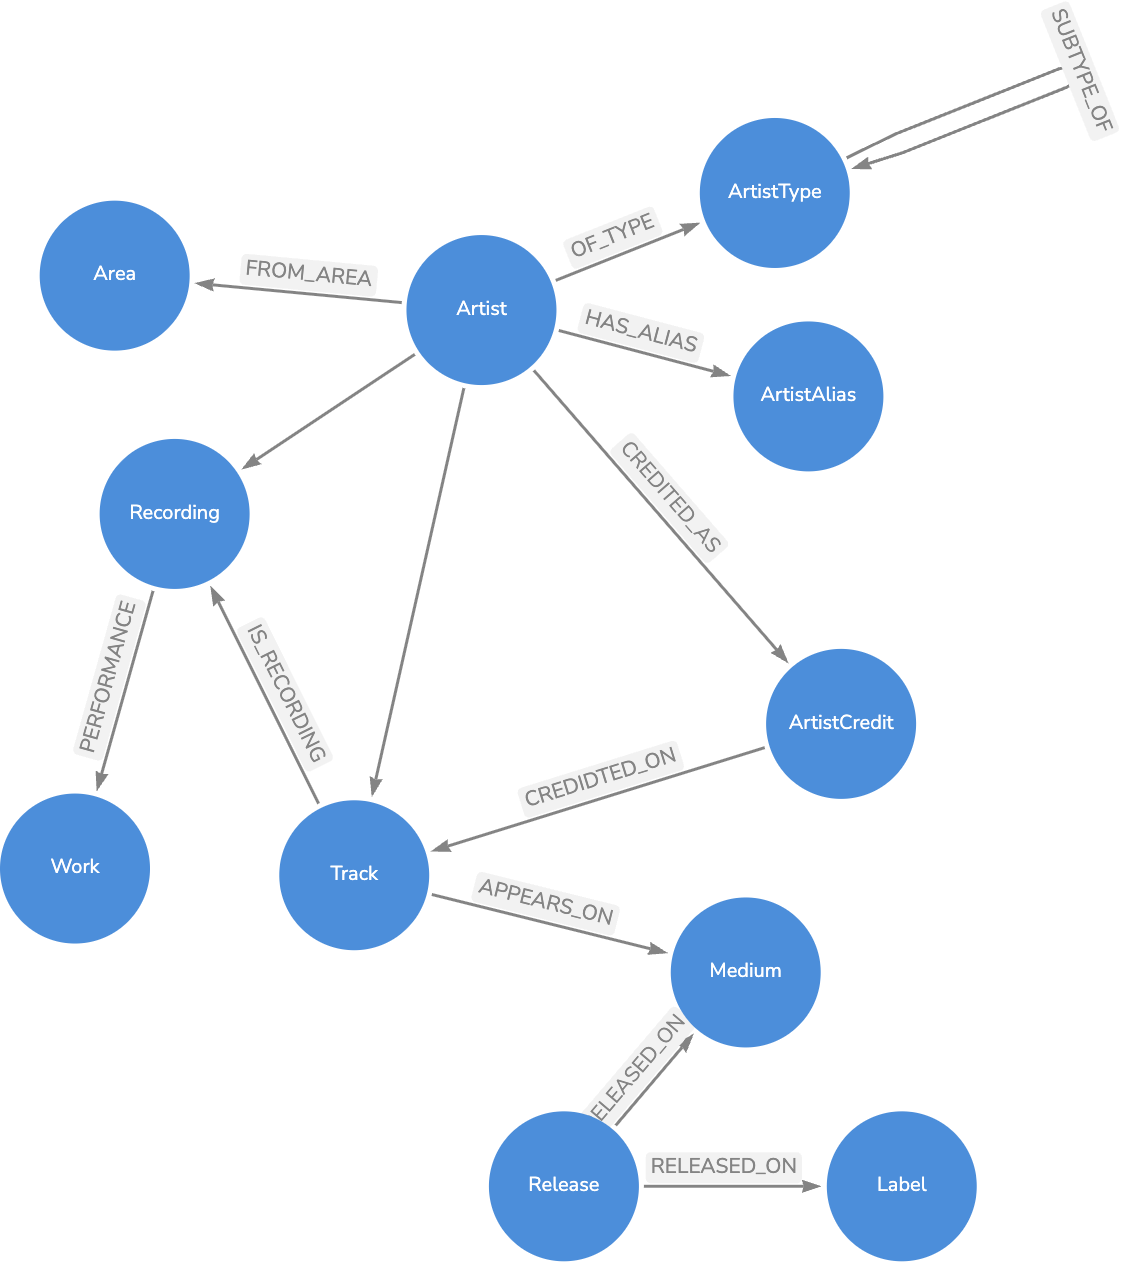 SUBTYPE_OF
ArtistType
OF_TYPE
Area
FROM_AREA
Artist
HAS_ALIAS
ArtistAlias
CREDITED_AS
Recording
PERFORMANCE
IS_RECORDING
ArtistCredit
CREDIDTED_ON
Work
Track
APPEARS_ON
Medium
ELEASED_ON
Release
RELEASED_ON
Label